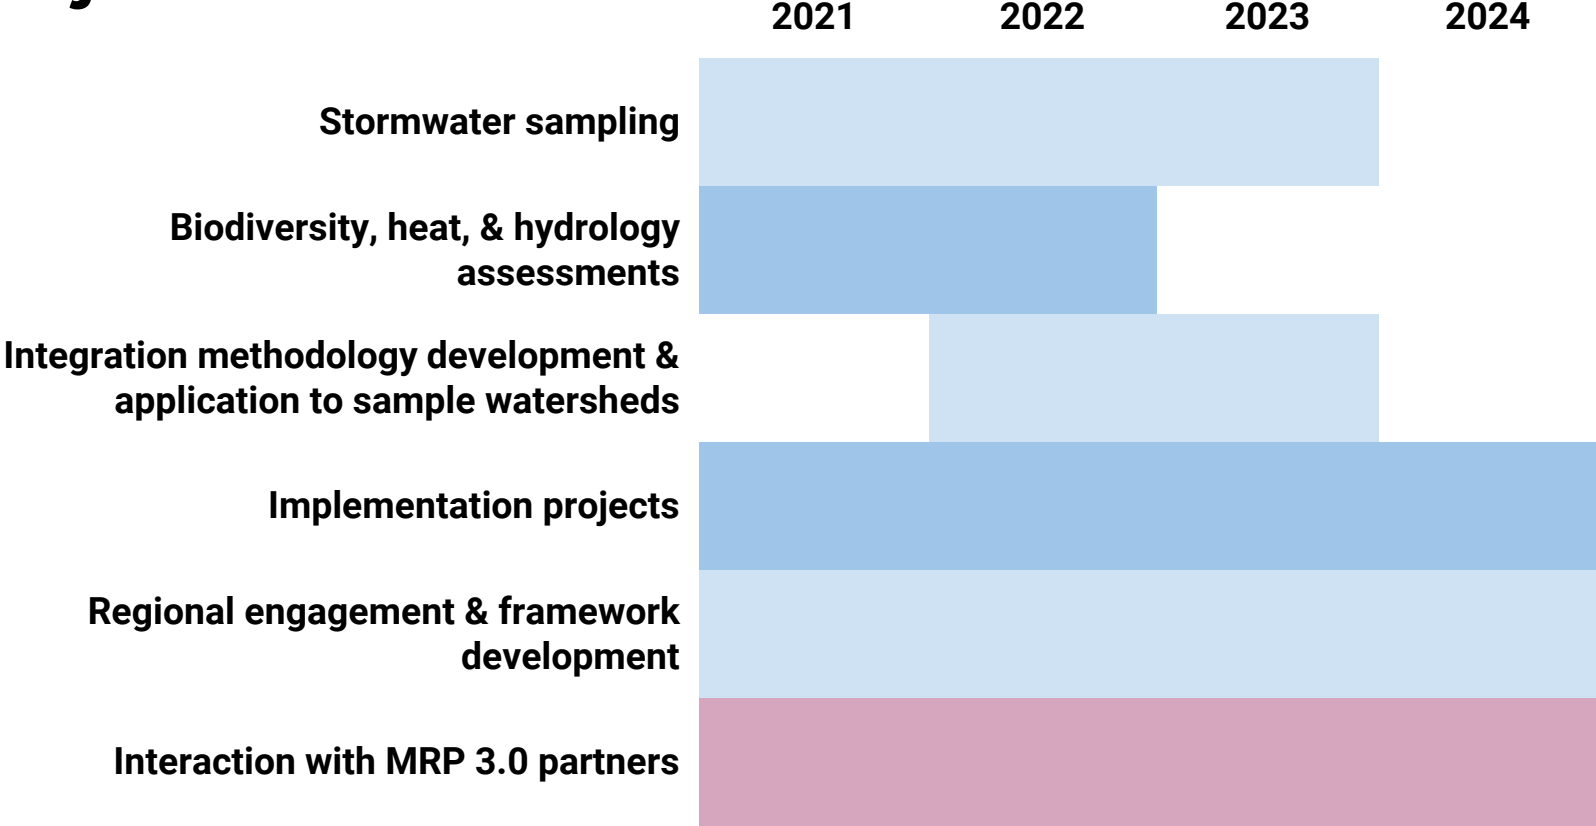 2021 2022 2023 2024
Stormwater sampling
Biodiversity, heat, & hydrology
assessments
Integration methodology development &
application to sample watersheds
Implementation projects
Regional engagement & framework
development
Interaction with MRP 3.0 partners